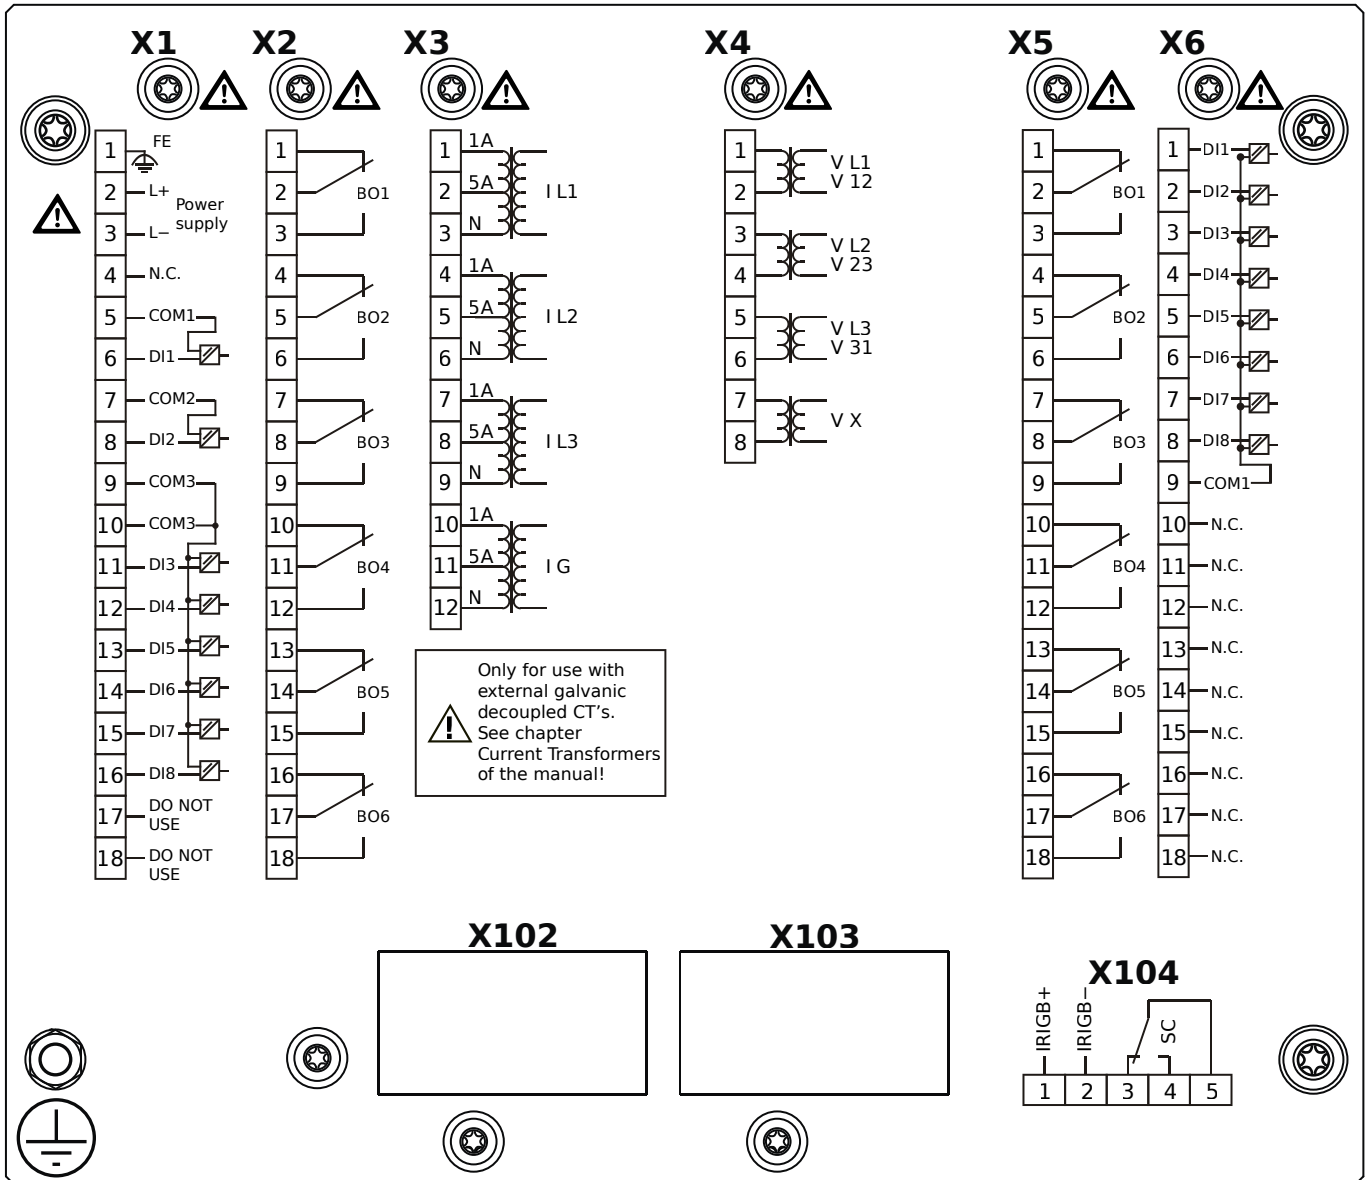 X1 X2 X3 X4 X5 X6
1 FE
2 L+
Power
supply
3 L−
4 N.C.
5 COM1
6 DI1
7 COM2
8 DI2
9 COM3
10 COM3
11 DI3
12 DI4
13 DI5
14 DI6
15 DI7
16 DI8
17 DO NOT
USE
18 DO NOT
USE
1
2 BO1
3
4
5 BO2
6
7
8 BO3
9
10
11 BO4
12
13
14 BO5
15
16
17 BO6
18
1 1A
2 5A I L1
3 N
4 1A
5 5A I L2
6 N
7 1A
8 5A I L3
9 N
10 1A
11 5A I G
12 N
Only for use with
external galvanic
decoupled CT's.
See chapter
Current Transformers
of the manual!
1 V L1
2 V 12
3 V L2
4 V 23
5 V L3
6 V 31
7 V X
8
1
2 BO1
3
4
5 BO2
6
7
8 BO3
9
10
11 BO4
12
13
14 BO5
15
16
17 BO6
18
1 DI1
2 DI2
3 DI3
4 DI4
5 DI5
6 DI6
7 DI7
8 DI8
9 COM1
10 N.C.
11 N.C.
12 N.C.
13 N.C.
14 N.C.
15 N.C.
16 N.C.
17 N.C.
18 N.C.
X102
X103
X104
IRIGB+
IRIGB−
SC
1 2 3 4 5